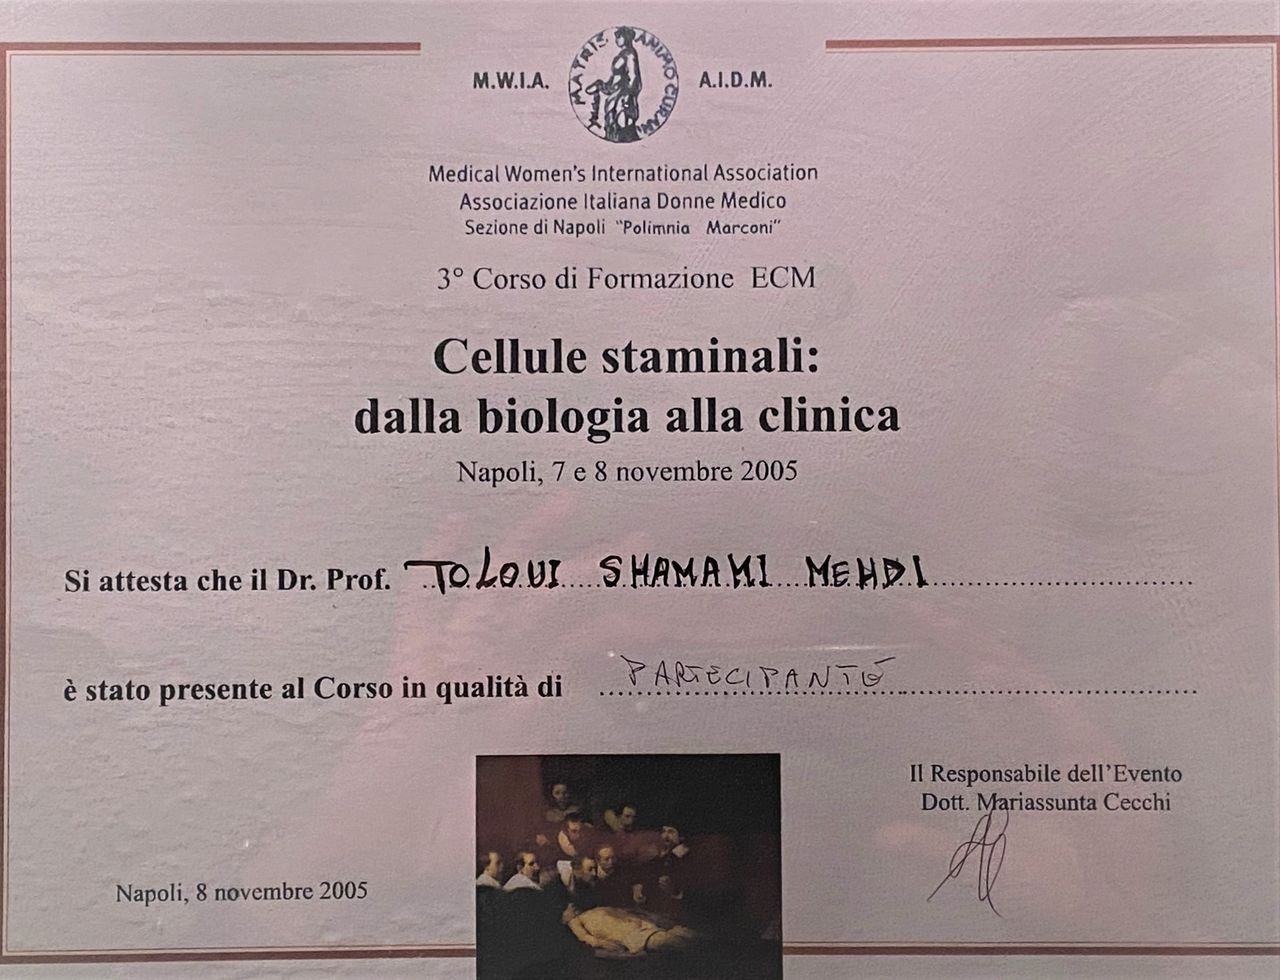 M.W.I.A. MATRIS ANIMO CURANT A.I.D.M.
Medical Women's International Association
Associazione Italiana Donne Medico
Sezione di Napoli "Polimnia Marconi"
3° Corso di Formazione ECM
Cellule staminali:
dalla biologia alla clinica
Napoli, 7 e 8 novembre 2005
Si attesta che il Dr. Prof. TOLOUI SHAMAMI MEHDI
è stato presente al Corso in qualità di PARTECIPANTE
Il Responsabile dell'Evento
Dott. Mariassunta Cecchi
Napoli, 8 novembre 2005